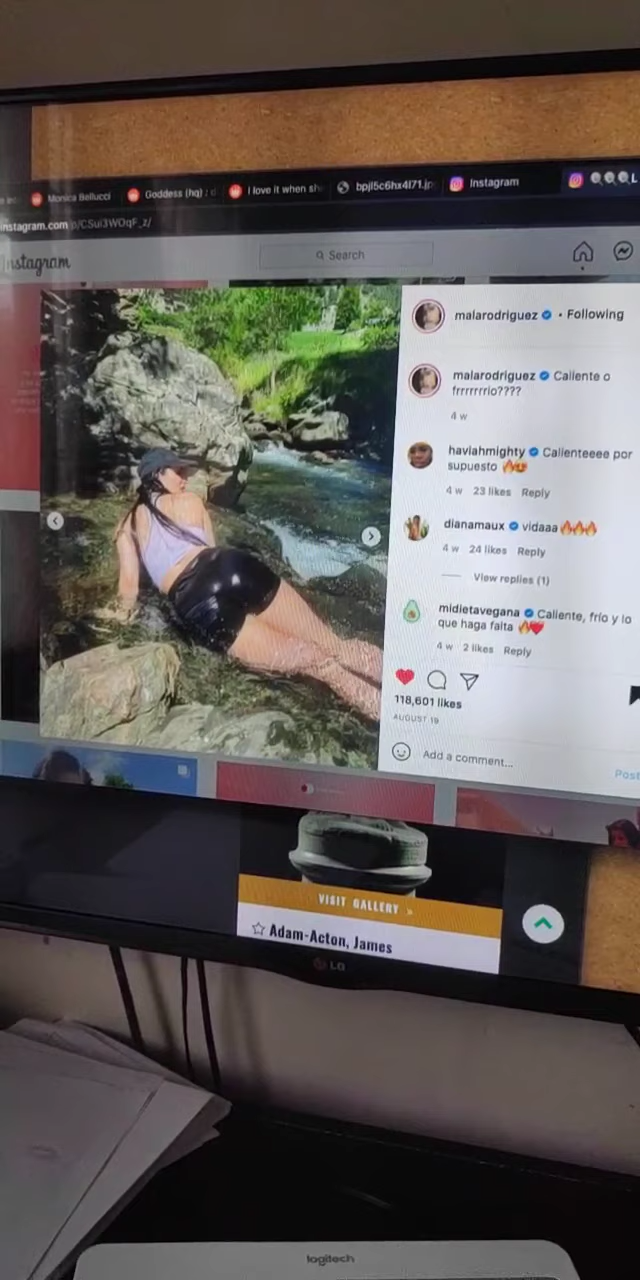 Monica Bellucci
Goddess (hq) : d
I love it when sh
bpjl5c6hx4l71.jp
Instagram
L
instagram.com/p/CSui3WOqF_z/
Instagram
Search
malarodriguez • Following
malarodriguez Caliente o
frrrrrrrio????
4 w
haviahmighty Calienteeee por
supuesto 🔥😍
4 w 23 likes Reply
dianamaux vidaaa 🔥🔥🔥
4 w 24 likes Reply
View replies (1)
midietavegana Caliente, frío y lo
que haga falta 🔥❤️
4 w 2 likes Reply
118,601 likes
AUGUST 19
Add a comment...
Post
VISIT GALLERY »
Adam-Acton, James
LG
logitech